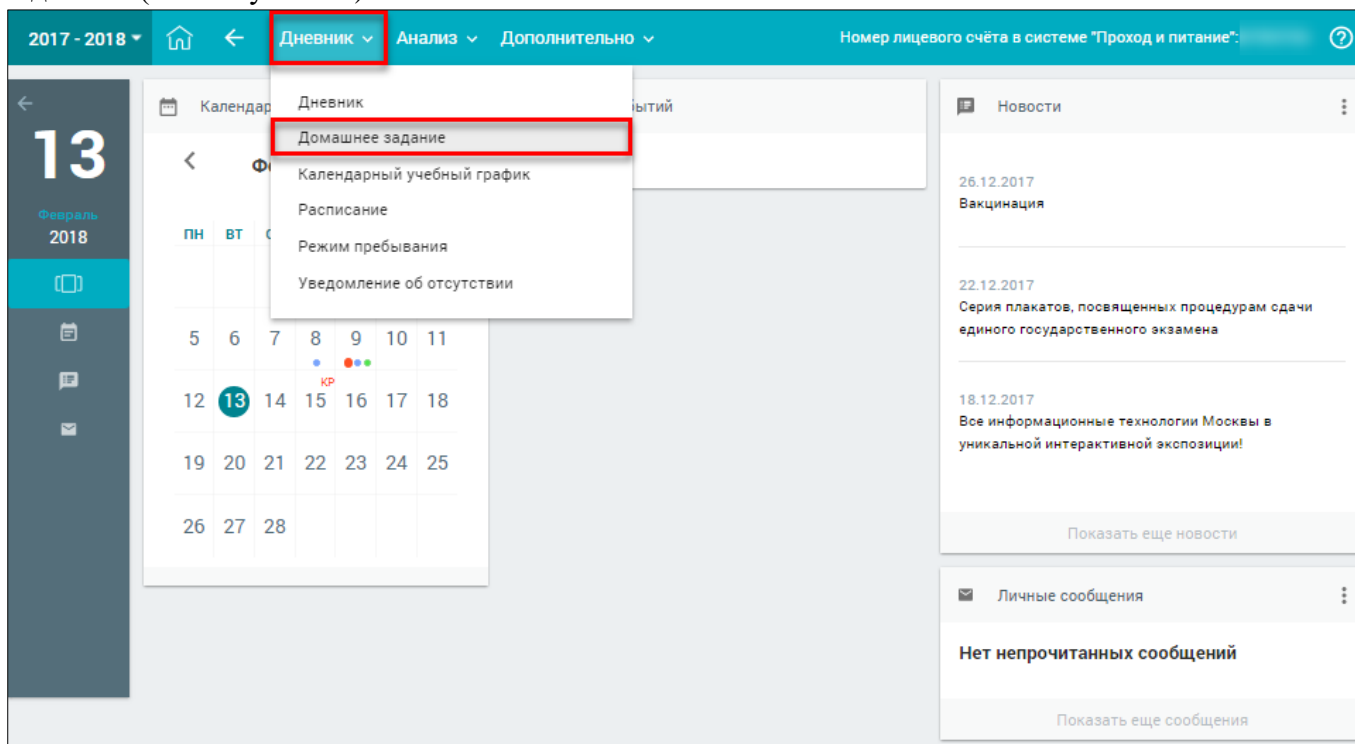 2017 - 2018 Дневник Анализ Дополнительно Номер лицевого счёта в системе "Проход и питание":
13
Февраль
2018
Дневник
Домашнее задание
Календарный учебный график
Расписание
Режим пребывания
Уведомление об отсутствии
ПН ВТ
5 6 7 8 9 10 11
КР
12 13 14 15 16 17 18
19 20 21 22 23 24 25
26 27 28
Новости
26.12.2017
Вакцинация
22.12.2017
Серия плакатов, посвященных процедурам сдачи
единого государственного экзамена
18.12.2017
Все информационные технологии Москвы в
уникальной интерактивной экспозиции!
Показать еще новости
Личные сообщения
Нет непрочитанных сообщений
Показать еще сообщения